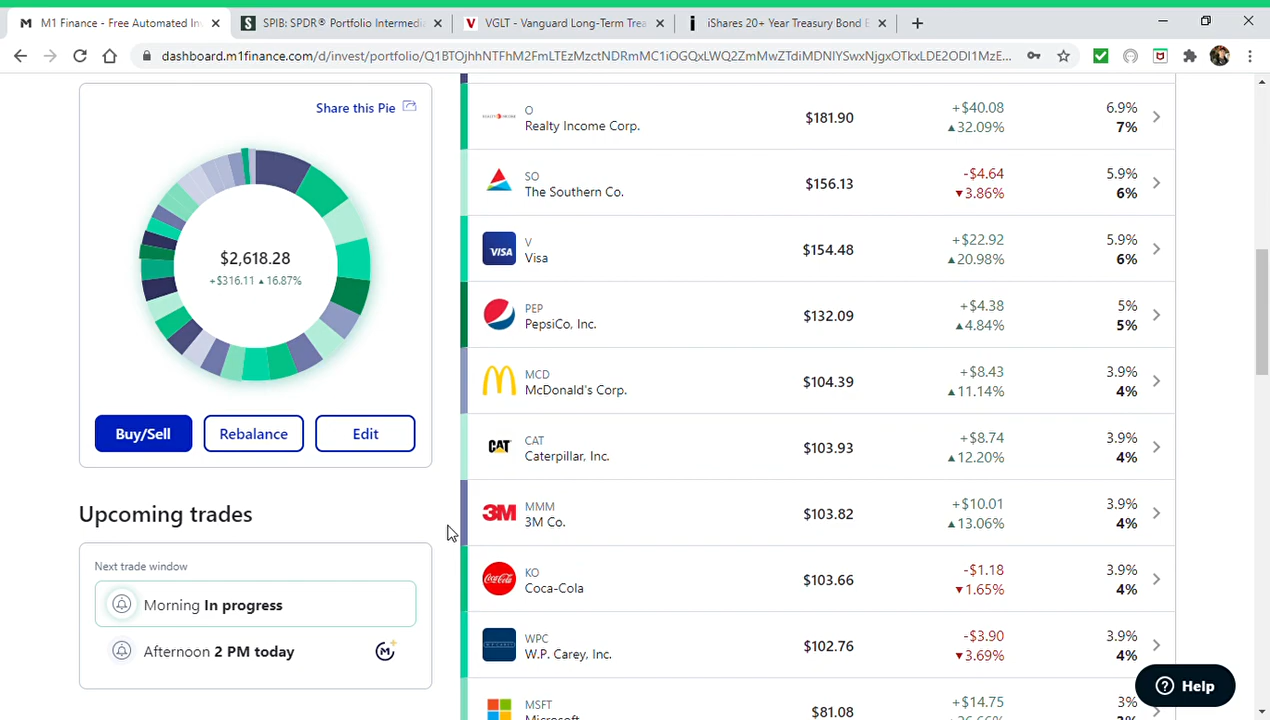 M1 Finance - Free Automated Inv
SPIB: SPDR® Portfolio Intermedi
VGLT - Vanguard Long-Term Trea
iShares 20+ Year Treasury Bond E
Share this Pie
$2,618.28
+$316.11 ▲ 16.87%
Buy/Sell
Rebalance
Edit
Upcoming trades
Next trade window
Morning In progress
Afternoon 2 PM today
O
Realty Income Corp.
$181.90
+$40.08
▲32.09%
6.9%
7%
SO
The Southern Co.
$156.13
-$4.64
▼3.86%
5.9%
6%
VISA
V
Visa
$154.48
+$22.92
▲20.98%
5.9%
6%
PEP
PepsiCo, Inc.
$132.09
+$4.38
▲4.84%
5%
5%
MCD
McDonald's Corp.
$104.39
+$8.43
▲11.14%
3.9%
4%
CAT
CAT
Caterpillar, Inc.
$103.93
+$8.74
▲12.20%
3.9%
4%
3M
MMM
3M Co.
$103.82
+$10.01
▲13.06%
3.9%
4%
Coca-Cola
KO
Coca-Cola
$103.66
-$1.18
▼1.65%
3.9%
4%
WPC
W.P. Carey, Inc.
$102.76
-$3.90
▼3.69%
3.9%
4%
MSFT
Microsoft
$81.08
+$14.75
3%
Help